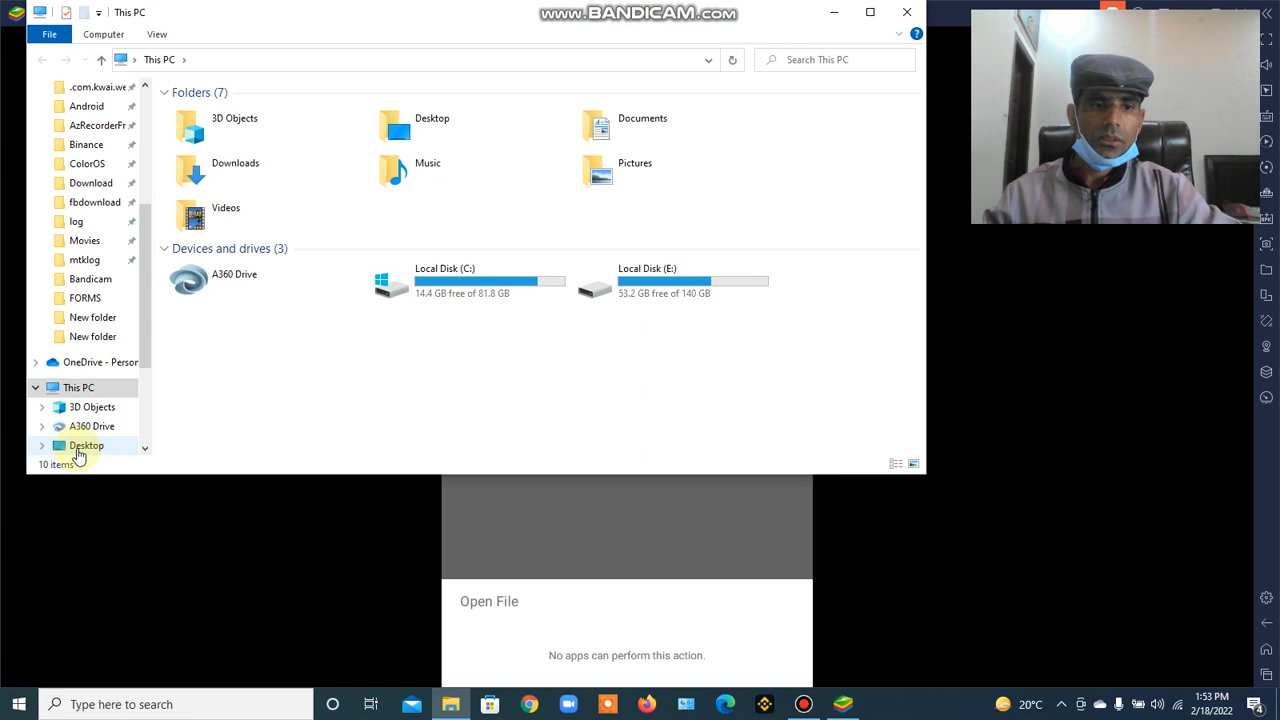 This PC
www.BANDICAM.com
File
Computer
View
This PC
Search This PC
.com.kwai.we
Android
AzRecorderFr
Binance
ColorOS
Download
fbdownload
log
Movies
mtklog
Bandicam
FORMS
New folder
New folder
OneDrive - Person
This PC
3D Objects
A360 Drive
Desktop
10 items
Folders (7)
3D Objects
Desktop
Documents
Downloads
Music
Pictures
Videos
Devices and drives (3)
A360 Drive
Local Disk (C:)
14.4 GB free of 81.8 GB
Local Disk (E:)
53.2 GB free of 140 GB
Open File
No apps can perform this action.
Type here to search
20°C
1:53 PM
2/18/2022
4